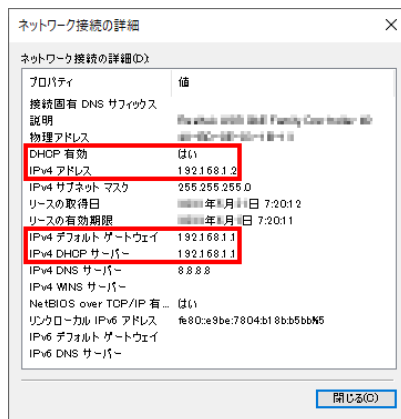 ネットワーク接続の詳細
ネットワーク接続の詳細(D):
プロパティ 値
接続固有 DNS サフィックス
説明
物理アドレス
DHCP 有効 はい
IPv4 アドレス 192.168.1.2
IPv4 サブネット マスク 255.255.255.0
リースの取得日 年 月 日 7:20:12
リースの有効期限 年 月 日 7:20:11
IPv4 デフォルト ゲートウェイ 192.168.1.1
IPv4 DHCP サーバー 192.168.1.1
IPv4 DNS サーバー 8.8.8.8
IPv4 WINS サーバー
NetBIOS over TCP/IP 有... はい
リンクローカル IPv6 アドレス fe80::e9be:7804:b18b:b5bb%5
IPv6 デフォルト ゲートウェイ
IPv6 DNS サーバー
閉じる(C)